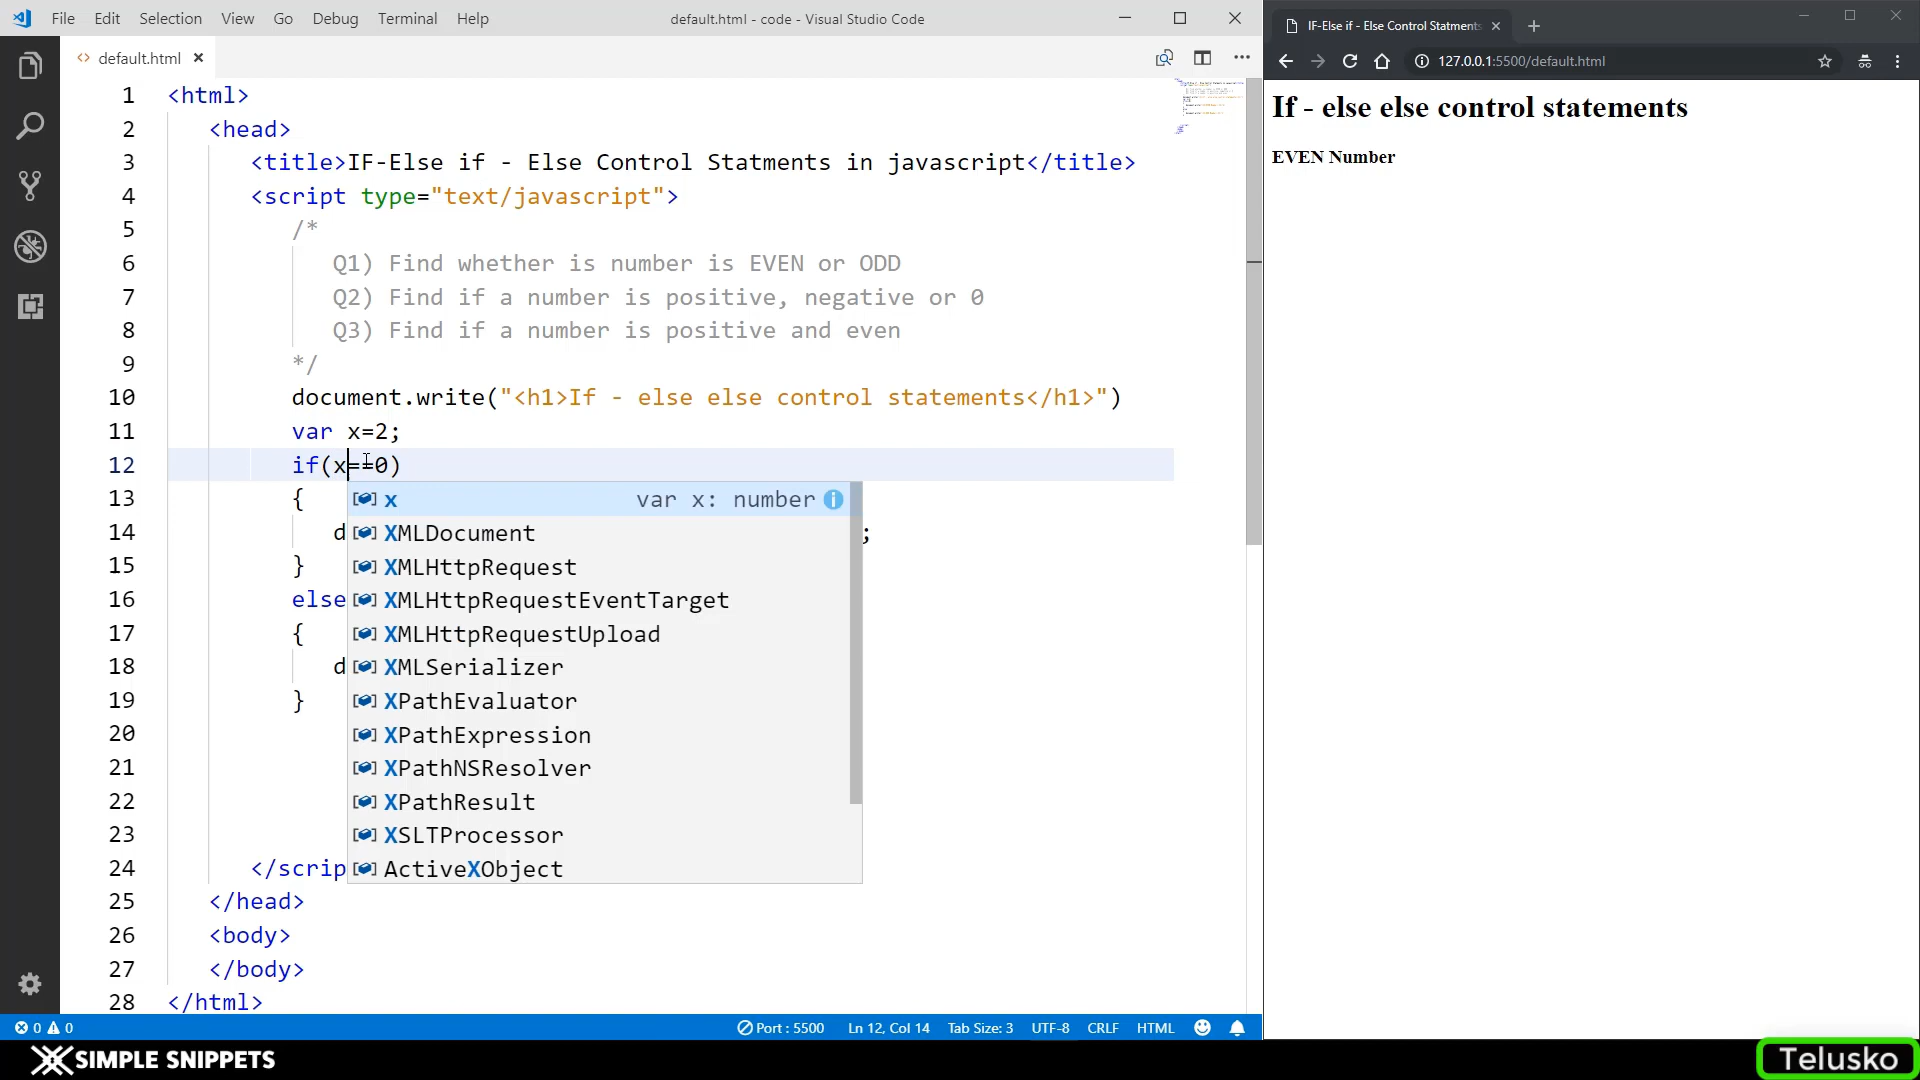 File Edit Selection View Go Debug Terminal Help
default.html - code - Visual Studio Code
default.html
1 <html>
2 <head>
3 <title>IF-Else if - Else Control Statments in javascript</title>
4 <script type="text/javascript">
5 /*
6 Q1) Find whether is number is EVEN or ODD
7 Q2) Find if a number is positive, negative or 0
8 Q3) Find if a number is positive and even
9 */
10 document.write("<h1>If - else else control statements</h1>")
11 var x=2;
12 if(x==0)
13 {
x var x: number
14 d ;
XMLDocument
15 }
XMLHttpRequest
16 else
XMLHttpRequestEventTarget
17 {
XMLHttpRequestUpload
18 d
XMLSerializer
19 }
XPathEvaluator
20
XPathExpression
21
XPathNSResolver
22
XPathResult
23
XSLTProcessor
24 </scrip
ActiveXObject
25 </head>
26 <body>
27 </body>
28 </html>
0 0 Port : 5500 Ln 12, Col 14 Tab Size: 3 UTF-8 CRLF HTML
IF-Else if - Else Control Statments
127.0.0.1:5500/default.html
If - else else control statements
EVEN Number
SIMPLE SNIPPETS
Telusko